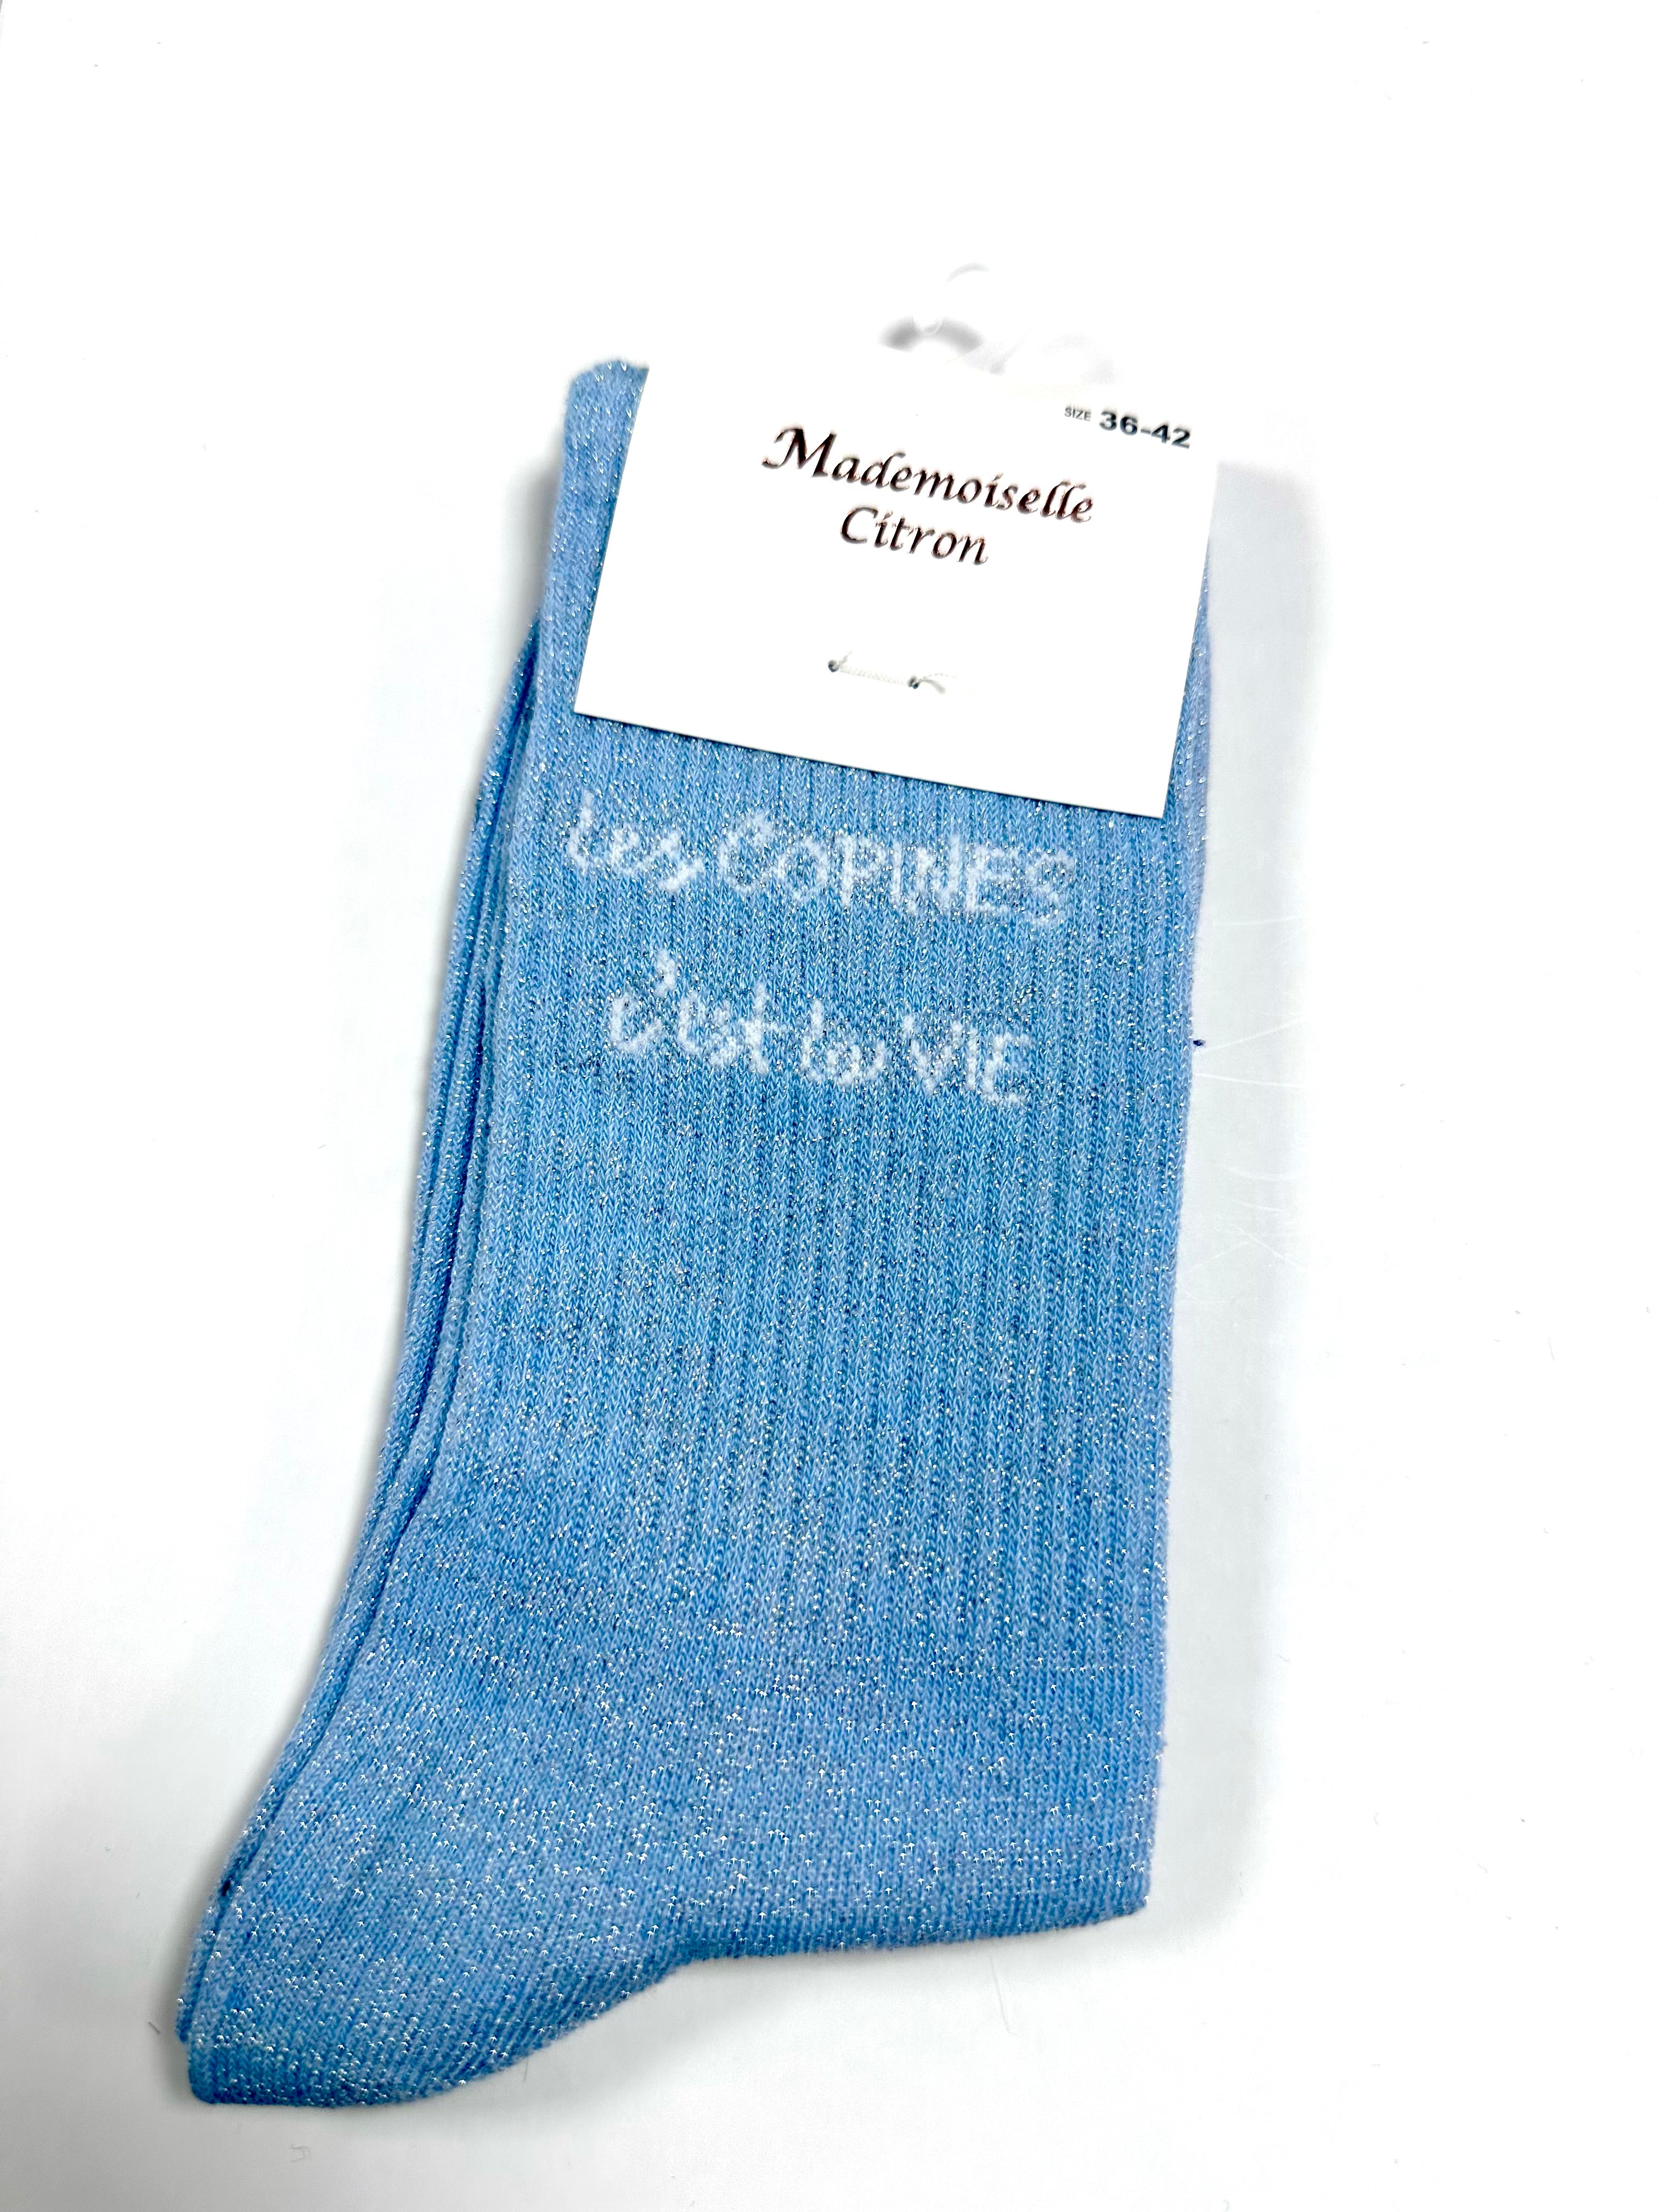 SIZE 36-42
Mademoiselle
Citron
les COPINES
c'est la VIE